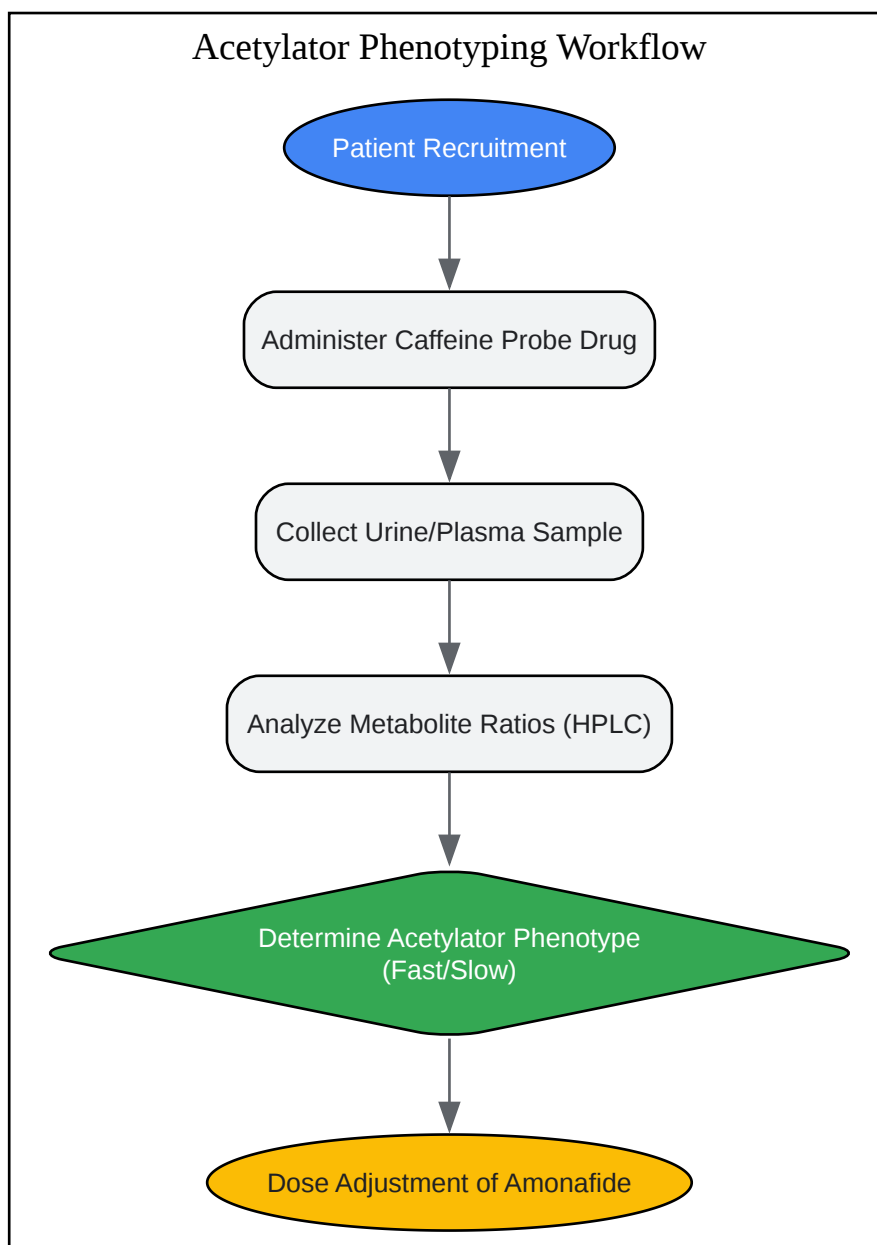 Acetylator Phenotyping Workflow
Patient Recruitment
Administer Caffeine Probe Drug
Collect Urine/Plasma Sample
Analyze Metabolite Ratios (HPLC)
Determine Acetylator Phenotype
(Fast/Slow)
Dose Adjustment of Amonafide